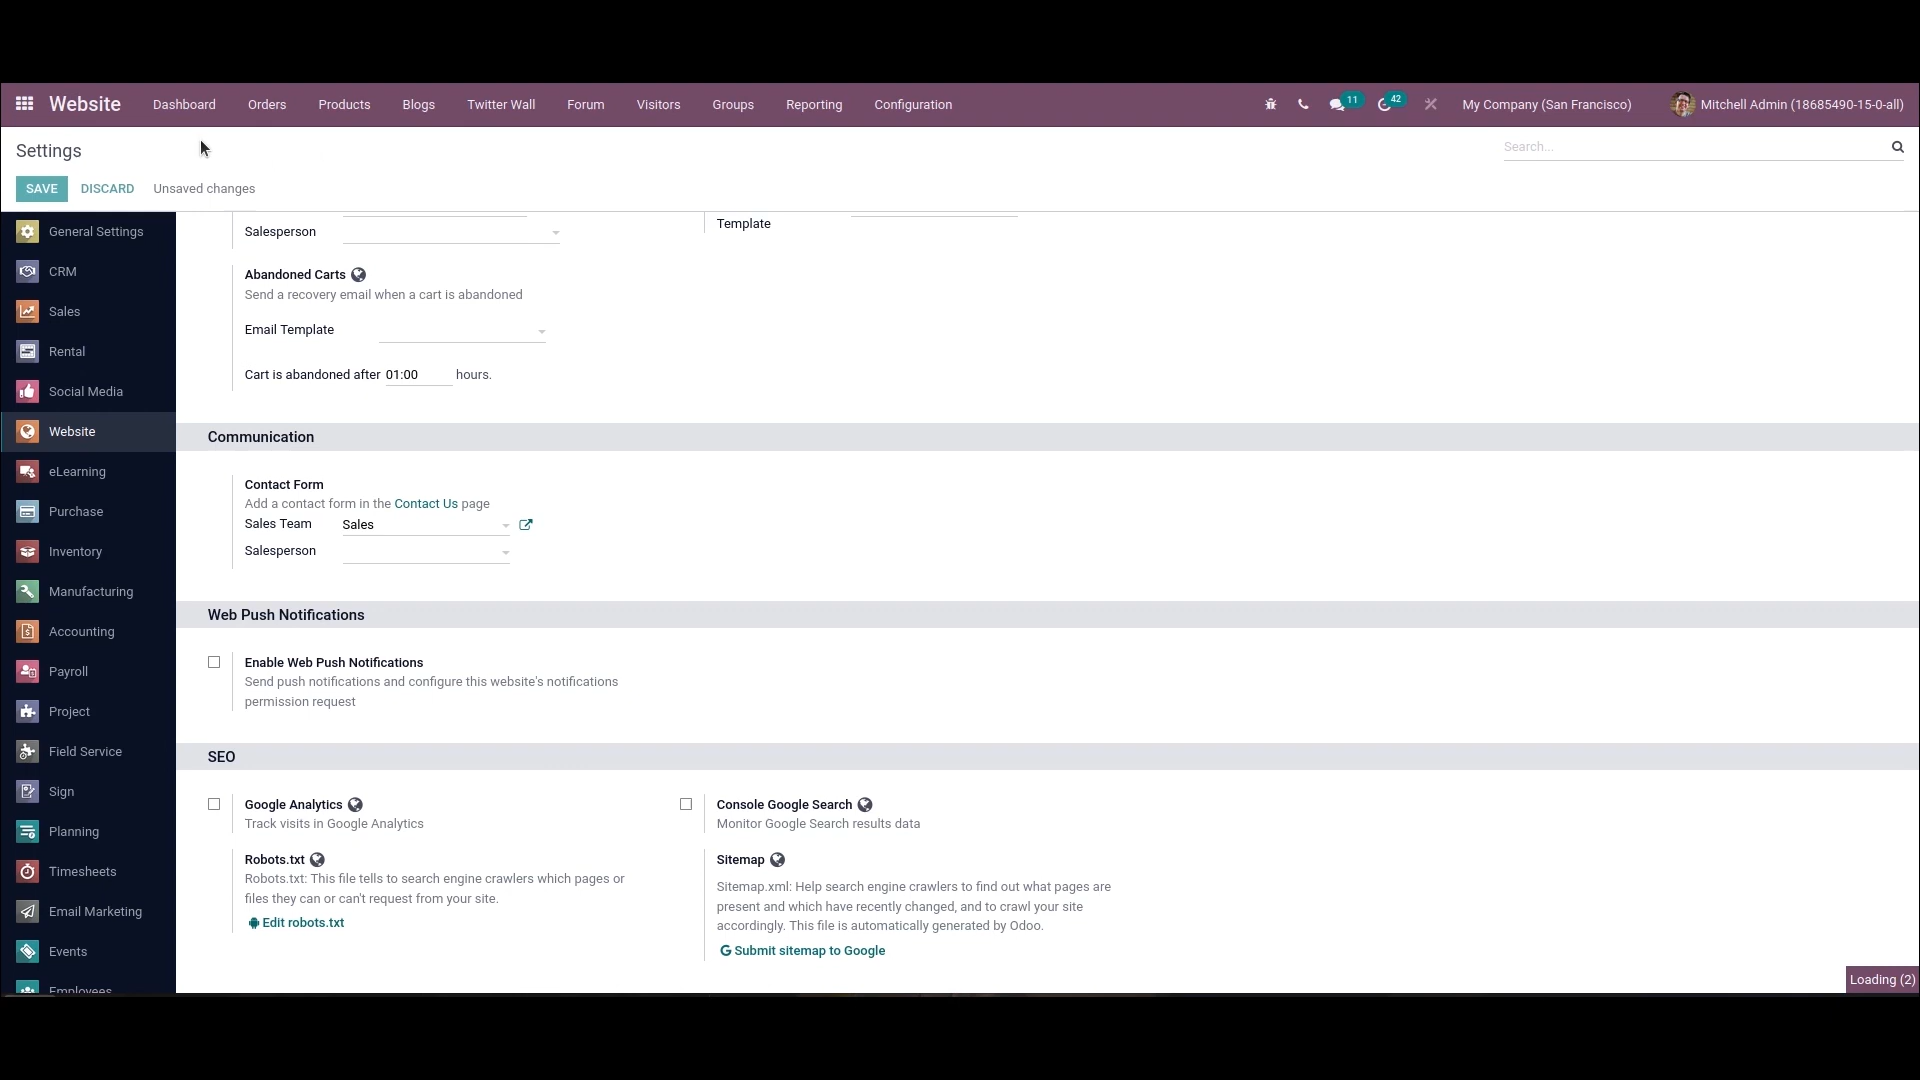 Website Dashboard Orders Products Blogs Twitter Wall Forum Visitors Groups Reporting Configuration 11 42 My Company (San Francisco) Mitchell Admin (18685490-15-0-all)
Settings
Search...
SAVE DISCARD Unsaved changes
General Settings
CRM
Sales
Rental
Social Media
Website
eLearning
Purchase
Inventory
Manufacturing
Accounting
Payroll
Project
Field Service
Sign
Planning
Timesheets
Email Marketing
Events
Employees
Salesperson
Template
Abandoned Carts
Send a recovery email when a cart is abandoned
Email Template
Cart is abandoned after 01:00 hours.
Communication
Contact Form
Add a contact form in the Contact Us page
Sales Team Sales
Salesperson
Web Push Notifications
Enable Web Push Notifications
Send push notifications and configure this website's notifications
permission request
SEO
Google Analytics
Track visits in Google Analytics
Console Google Search
Monitor Google Search results data
Robots.txt
Robots.txt: This file tells to search engine crawlers which pages or
files they can or can't request from your site.
Edit robots.txt
Sitemap
Sitemap.xml: Help search engine crawlers to find out what pages are
present and which have recently changed, and to crawl your site
accordingly. This file is automatically generated by Odoo.
Submit sitemap to Google
Loading (2)